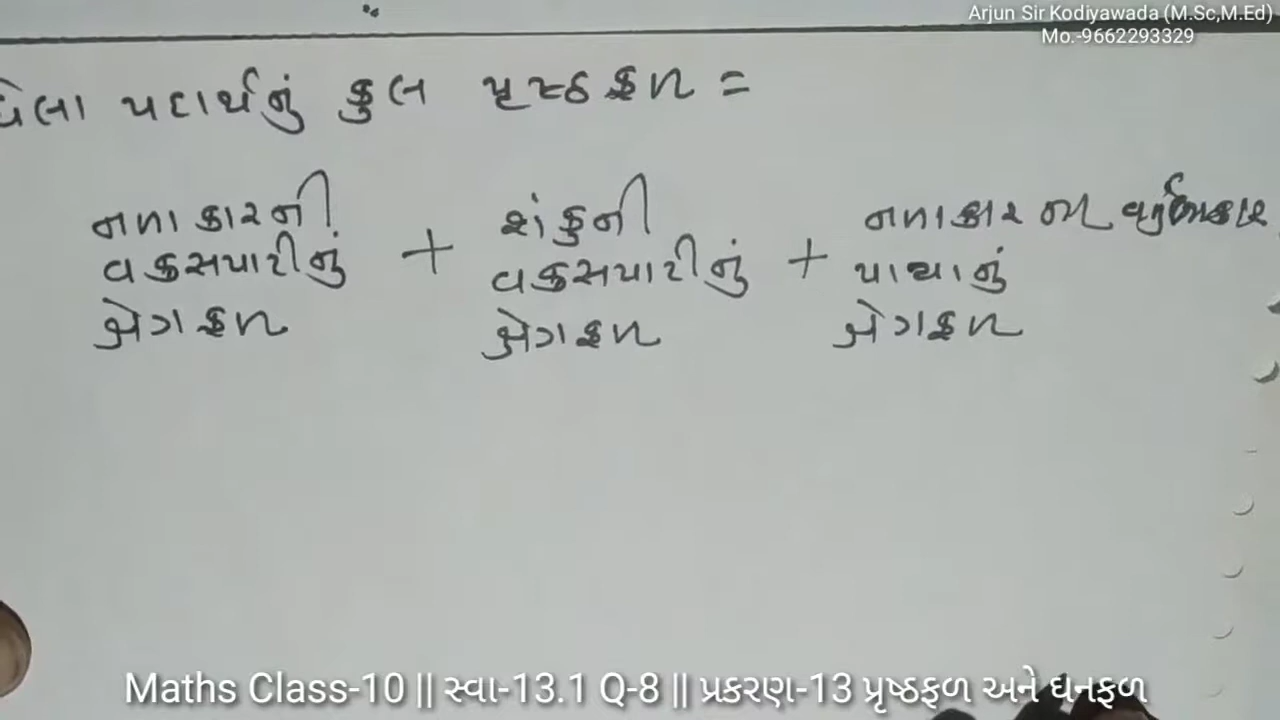 Arjun Sir Kodiyawada (M.Sc,M.Ed)
Mo.-9662293329
પદાર્થનું કુલ પૃષ્ઠફળ =
નળાકારની + શંકુની + નળાકાર ના વર્તુળાકાર
વક્રસપાટીનું વક્રસપાટીનું પાયાનું
ક્ષેત્રફળ ક્ષેત્રફળ ક્ષેત્રફળ
Maths Class-10 || સ્વા-13.1 Q-8 || પ્રકરણ-13 પૃષ્ઠફળ અને ઘનફળ